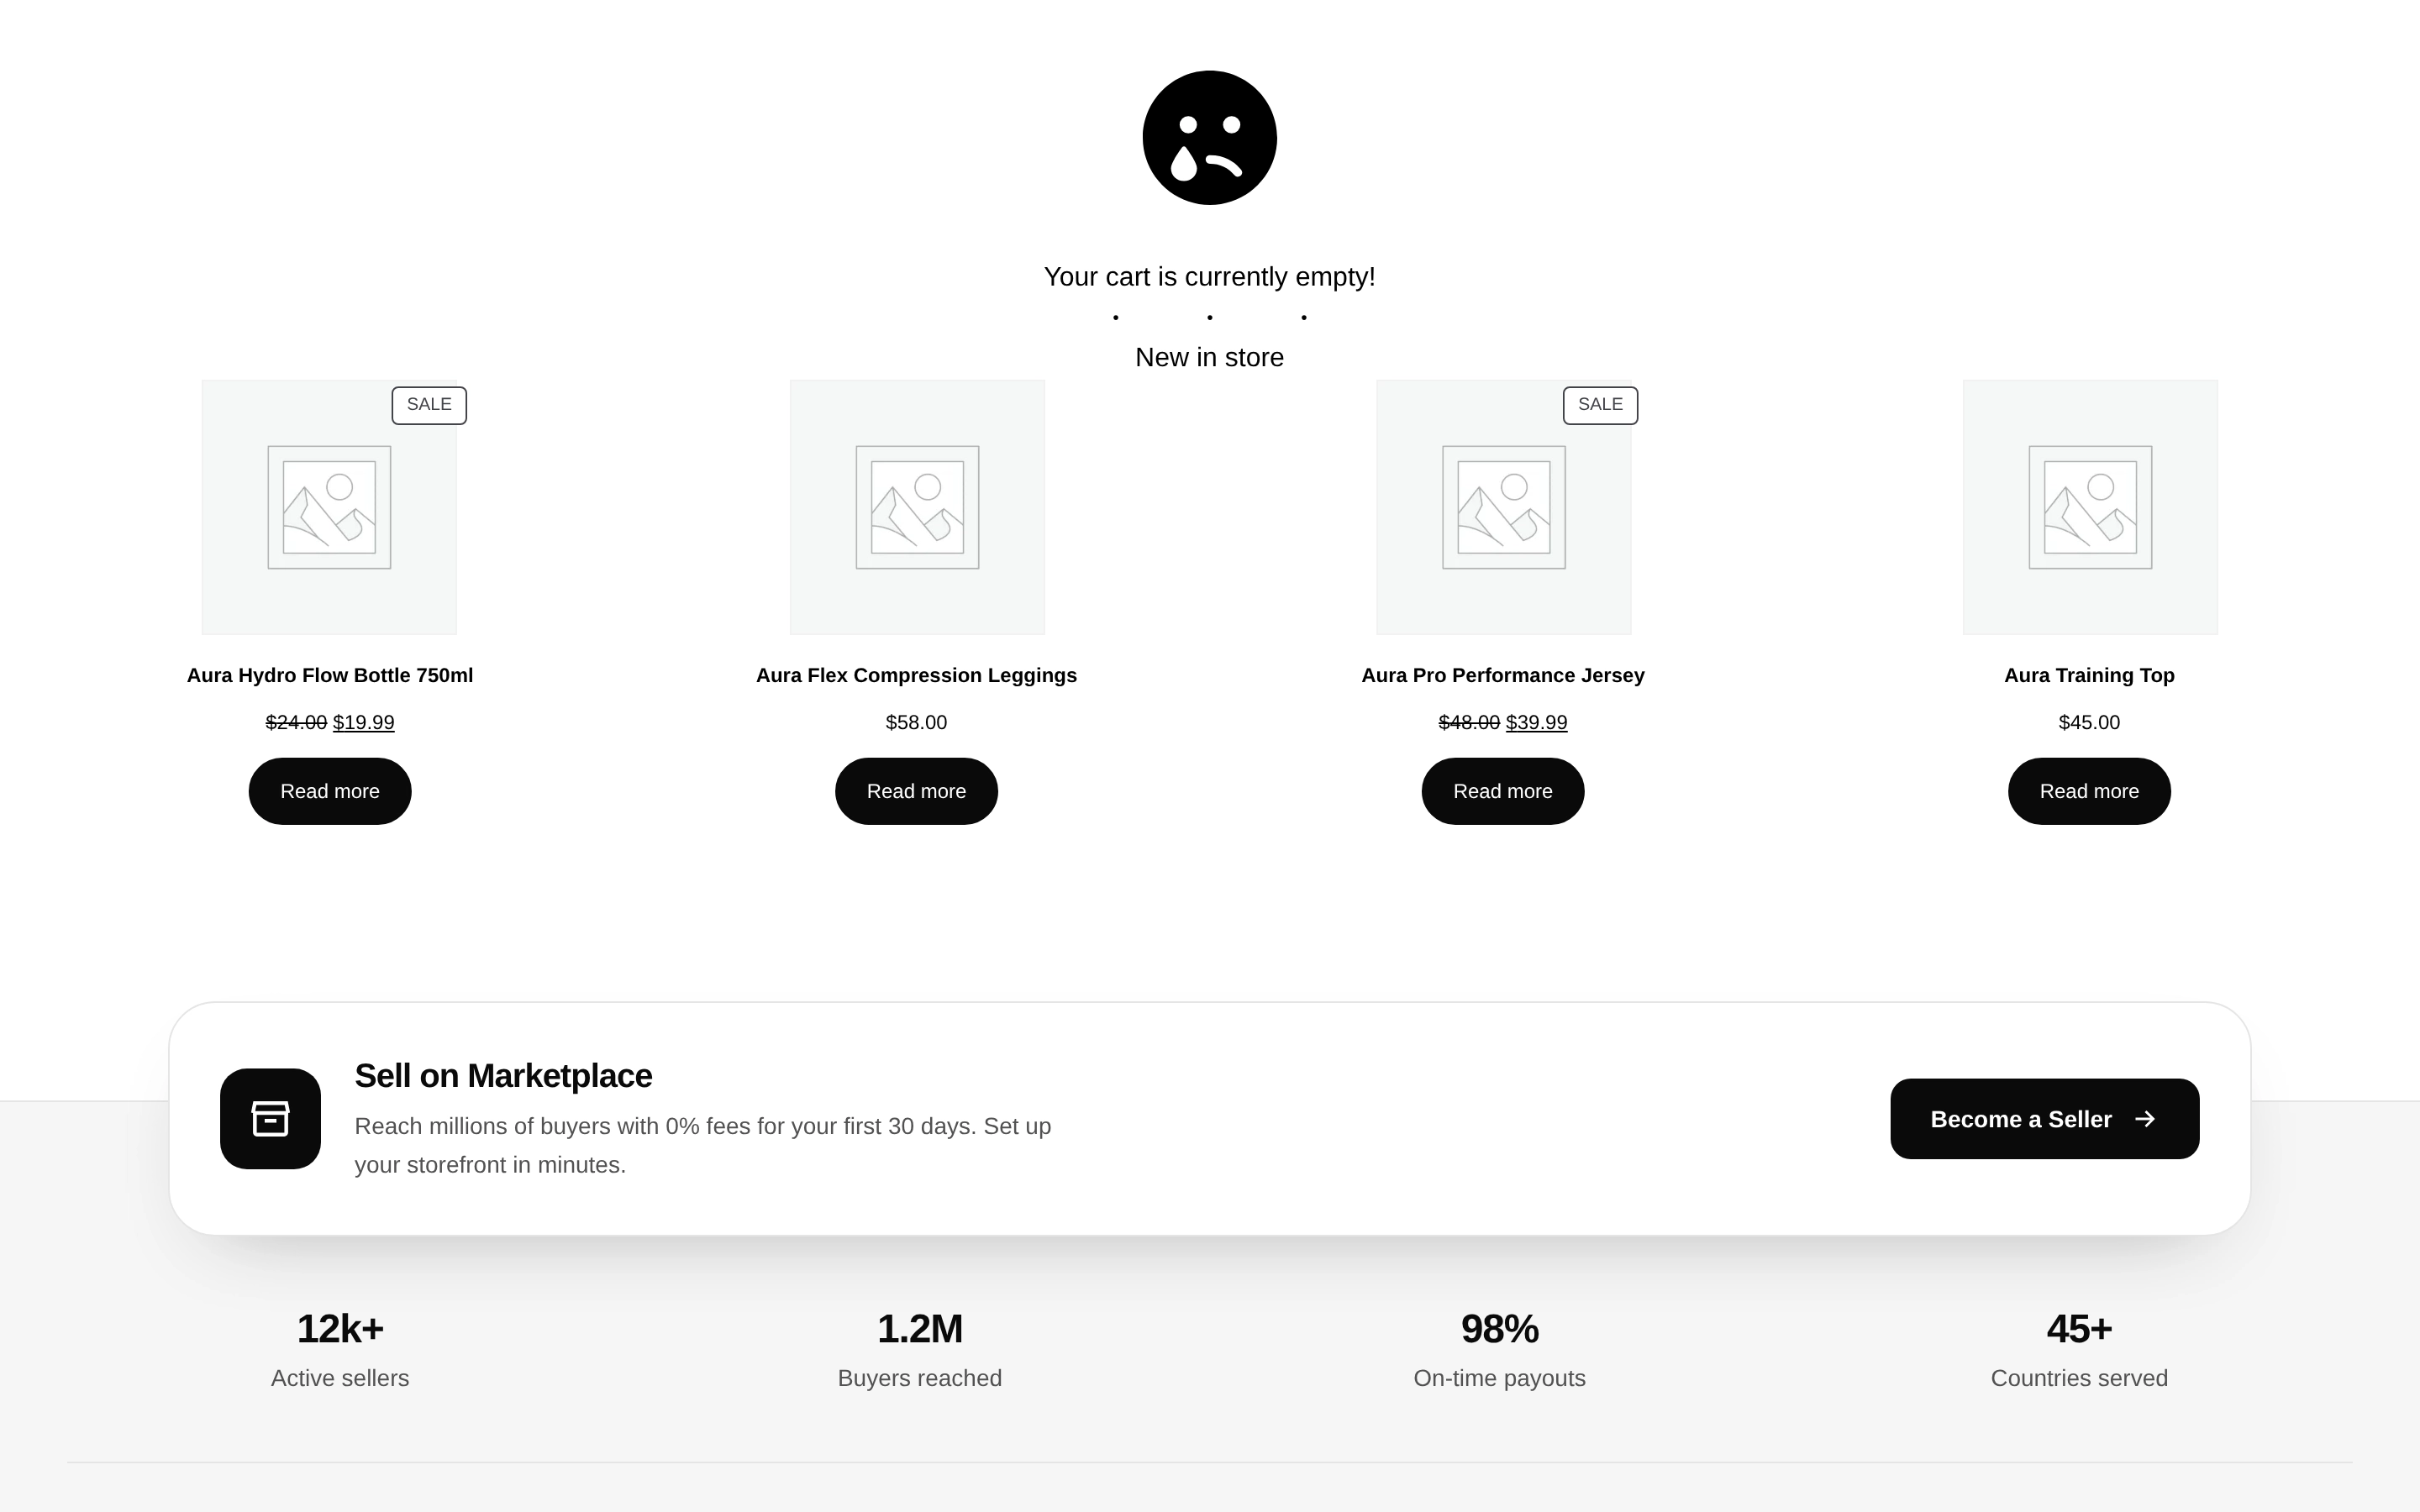 Your cart is currently empty!
New in store
SALE
SALE
Aura Hydro Flow Bottle 750ml
Aura Flex Compression Leggings
Aura Pro Performance Jersey
Aura Training Top
$24.00 $19.99
$58.00
$48.00 $39.99
$45.00
Read more
Read more
Read more
Read more
Sell on Marketplace
Reach millions of buyers with 0% fees for your first 30 days. Set up
your storefront in minutes.
Become a Seller
12k+
1.2M
98%
45+
Active sellers
Buyers reached
On-time payouts
Countries served